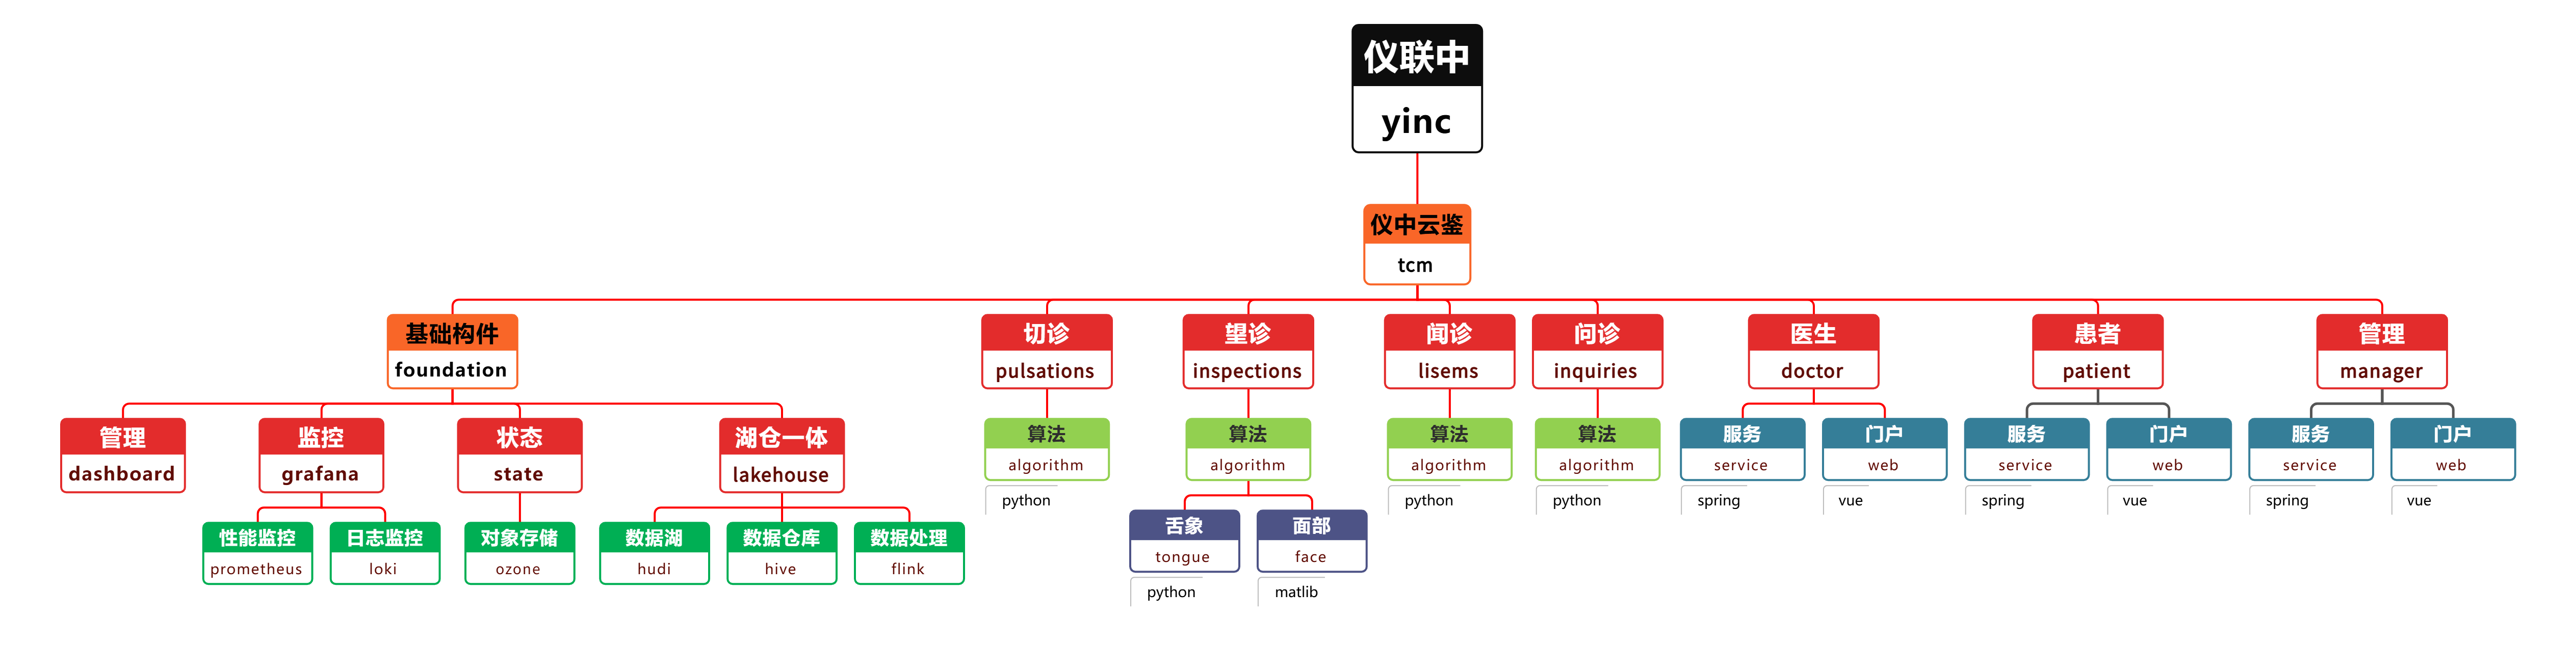 仪联中
yinc
仪中云鉴
tcm
基础构件
foundation
切诊
pulsations
望诊
inspections
闻诊
lisems
问诊
inquiries
医生
doctor
患者
patient
管理
manager
管理
dashboard
监控
grafana
状态
state
湖仓一体
lakehouse
算法
algorithm
python
算法
algorithm
算法
algorithm
python
算法
algorithm
python
服务
service
spring
门户
web
vue
服务
service
spring
门户
web
vue
服务
service
spring
门户
web
vue
性能监控
prometheus
日志监控
loki
对象存储
ozone
数据湖
hudi
数据仓库
hive
数据处理
flink
舌象
tongue
python
面部
face
matlib